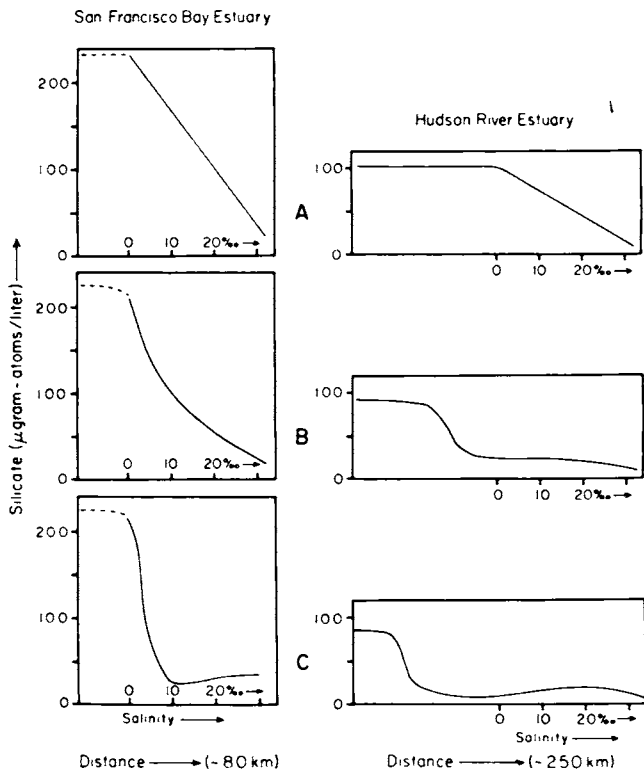 San Francisco Bay Estuary
Hudson River Estuary
Silicate (μgram-atoms/liter) →
200
100
0
0 10 20‰ →
A
100
0
0 10 20‰ →
200
100
0
0 10 20‰ →
B
100
0
0 10 20‰ →
200
100
0
0 10 20‰ →
Salinity →
C
100
0
0 10 20‰ →
Salinity →
Distance → (~80 km)
Distance → (~250 km)